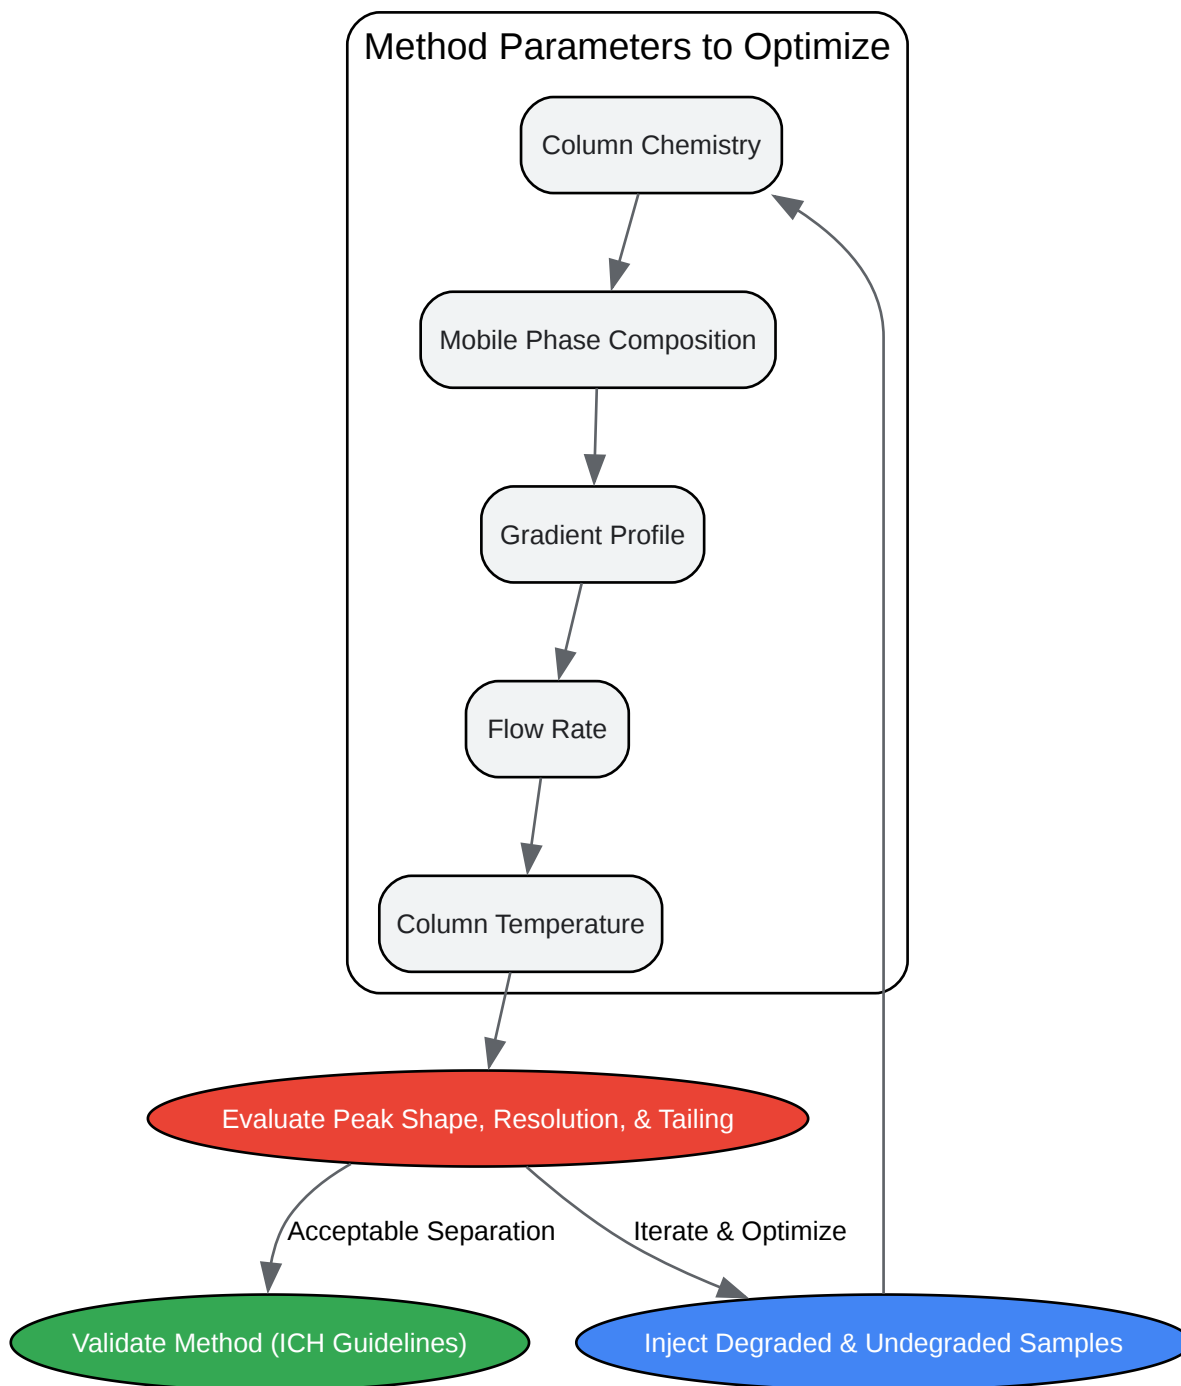 Method Parameters to Optimize
Column Chemistry
Mobile Phase Composition
Gradient Profile
Flow Rate
Column Temperature
Evaluate Peak Shape, Resolution, & Tailing
Acceptable Separation
Iterate & Optimize
Validate Method (ICH Guidelines)
Inject Degraded & Undegraded Samples